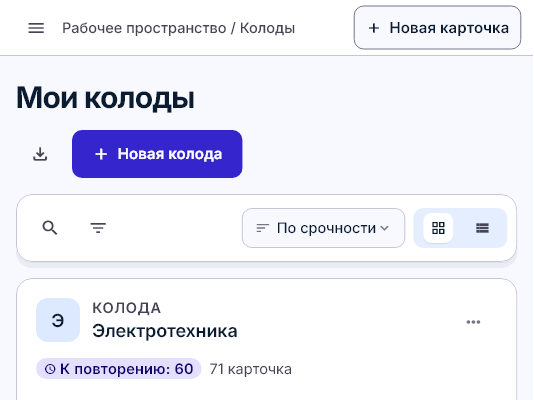 Рабочее пространство / Колоды
+ Новая карточка
Мои колоды
+ Новая колода
По срочности
Э
КОЛОДА
Электротехника
К повторению: 60
71 карточка